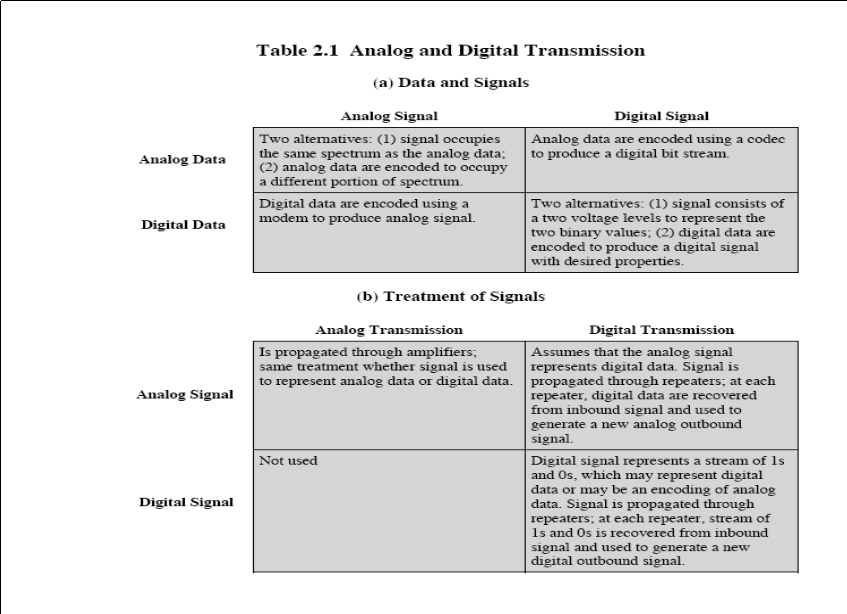 Table 2.1 Analog and Digital Transmission
(a) Data and Signals
Analog Signal
Digital Signal
Analog Data
Two alternatives: (1) signal occupies
the same spectrum as the analog data;
(2) analog data are encoded to occupy
a different portion of spectrum.
Analog data are encoded using a codec
to produce a digital bit stream.
Digital Data
Digital data are encoded using a
modem to produce analog signal.
Two alternatives: (1) signal consists of
a two voltage levels to represent the
two binary values; (2) digital data are
encoded to produce a digital signal
with desired properties.
(b) Treatment of Signals
Analog Transmission
Digital Transmission
Analog Signal
Is propagated through amplifiers;
same treatment whether signal is used
to represent analog data or digital data.
Assumes that the analog signal
represents digital data. Signal is
propagated through repeaters; at each
repeater, digital data are recovered
from inbound signal and used to
generate a new analog outbound
signal.
Digital Signal
Not used
Digital signal represents a stream of 1s
and 0s, which may represent digital
data or may be an encoding of analog
data. Signal is propagated through
repeaters; at each repeater, stream of
1s and 0s is recovered from inbound
signal and used to generate a new
digital outbound signal.